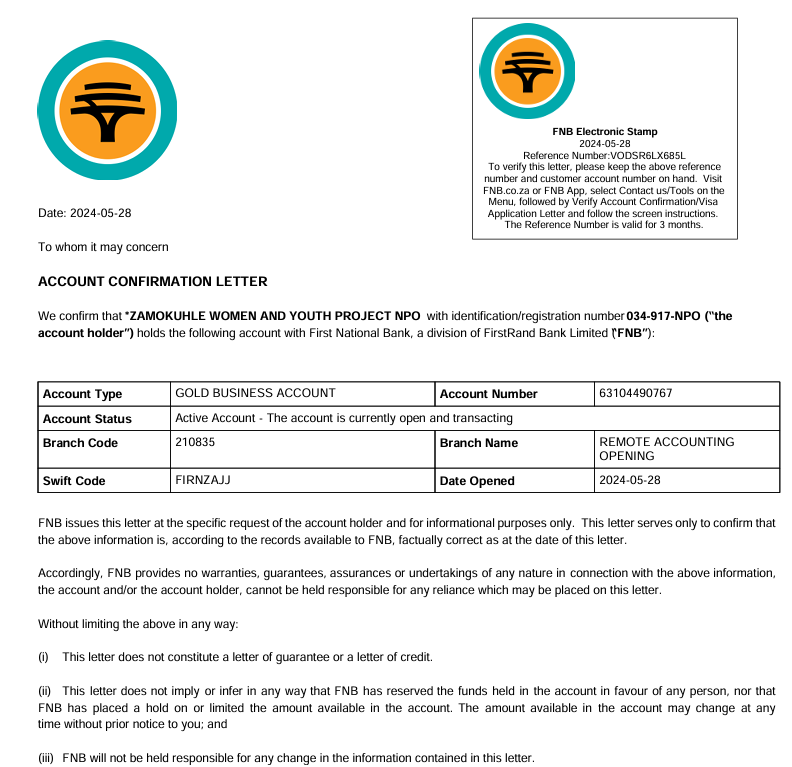 FNB Electronic Stamp
2024-05-28
Reference Number:VODSR6LX685L
To verify this letter, please keep the above reference
number and customer account number on hand. Visit
FNB.co.za or FNB App, select Contact us/Tools on the
Menu, followed by Verify Account Confirmation/Visa
Application Letter and follow the screen instructions.
The Reference Number is valid for 3 months.
Date: 2024-05-28
To whom it may concern
ACCOUNT CONFIRMATION LETTER
We confirm that *ZAMOKUHLE WOMEN AND YOUTH PROJECT NPO with identification/registration number 034-917-NPO (“the
account holder”) holds the following account with First National Bank, a division of FirstRand Bank Limited (“FNB”):
Account Type GOLD BUSINESS ACCOUNT Account Number 63104490767
Account Status Active Account - The account is currently open and transacting
Branch Code 210835 Branch Name REMOTE ACCOUNTING
OPENING
Swift Code FIRNZAJJ Date Opened 2024-05-28
FNB issues this letter at the specific request of the account holder and for informational purposes only. This letter serves only to confirm that
the above information is, according to the records available to FNB, factually correct as at the date of this letter.
Accordingly, FNB provides no warranties, guarantees, assurances or undertakings of any nature in connection with the above information,
the account and/or the account holder, cannot be held responsible for any reliance which may be placed on this letter.
Without limiting the above in any way:
(i) This letter does not constitute a letter of guarantee or a letter of credit.
(ii) This letter does not imply or infer in any way that FNB has reserved the funds held in the account in favour of any person, nor that
FNB has placed a hold on or limited the amount available in the account. The amount available in the account may change at any
time without prior notice to you; and
(iii) FNB will not be held responsible for any change in the information contained in this letter.